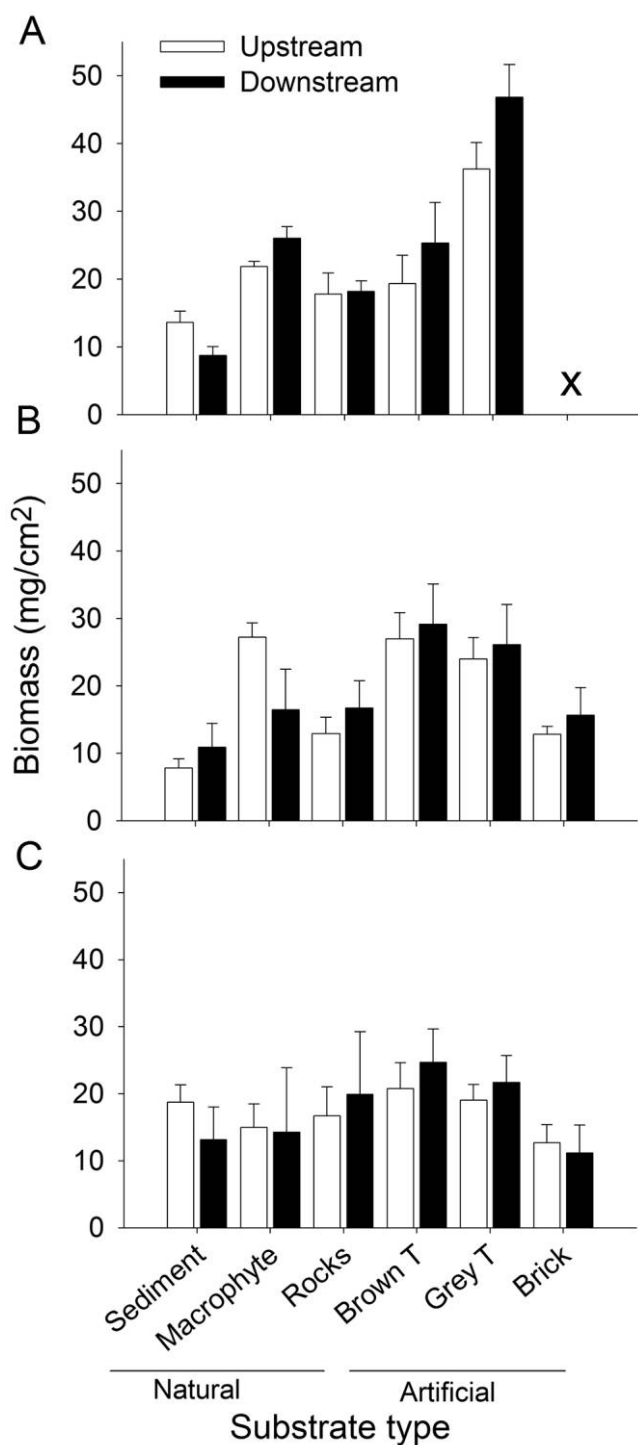 A
Upstream
Downstream
50
40
30
20
10
0
X
B
50
40
30
20
10
0
Biomass (mg/cm2)
C
50
40
30
20
10
0
Sediment
Macrophyte
Rocks
Brown T
Grey T
Brick
Natural
Artificial
Substrate type